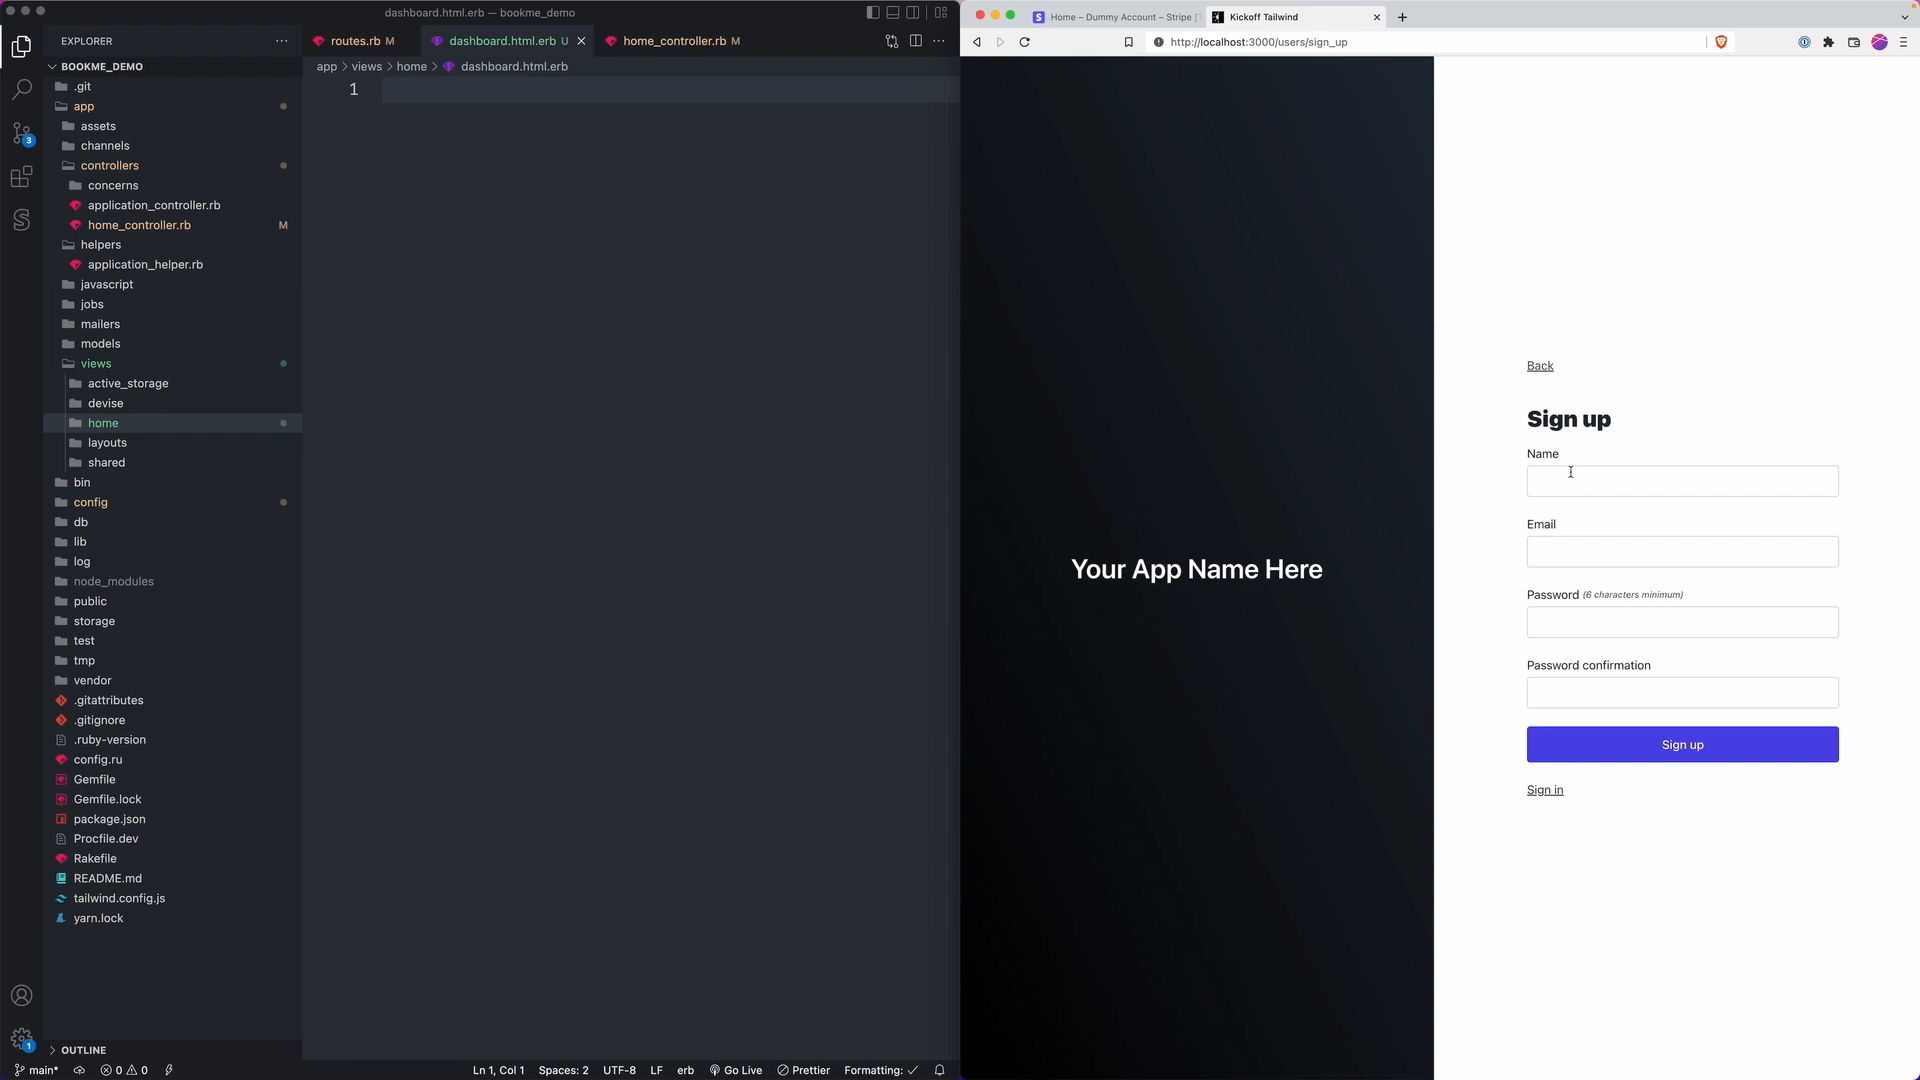 dashboard.html.erb — bookme_demo
EXPLORER
BOOKME_DEMO
.git
app
assets
channels
controllers
concerns
application_controller.rb
home_controller.rb M
helpers
application_helper.rb
javascript
jobs
mailers
models
views
active_storage
devise
home
layouts
shared
bin
config
db
lib
log
node_modules
public
storage
test
tmp
vendor
.gitattributes
.gitignore
.ruby-version
config.ru
Gemfile
Gemfile.lock
package.json
Procfile.dev
Rakefile
README.md
tailwind.config.js
yarn.lock
OUTLINE
3
1
routes.rb M
dashboard.html.erb U
home_controller.rb M
app > views > home > dashboard.html.erb
1
main* 0 0
Ln 1, Col 1 Spaces: 2 UTF-8 LF erb Go Live Prettier Formatting:
Home – Dummy Account – Stripe [
Kickoff Tailwind
http://localhost:3000/users/sign_up
Your App Name Here
Back
Sign up
Name
Email
Password (6 characters minimum)
Password confirmation
Sign up
Sign in